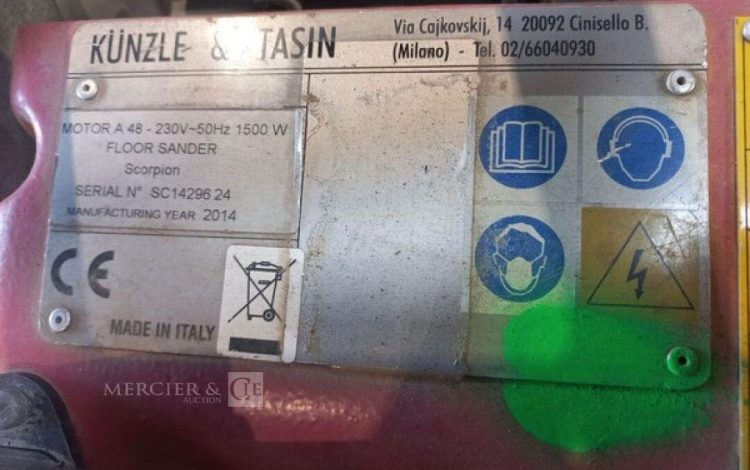 KÜNZLE & TASIN
Via Cajkovskij, 14 20092 Cinisello B.
(Milano) - Tel. 02/66040930
MOTOR A 48 - 230V~50Hz 1500 W
FLOOR SANDER
Scorpion
SERIAL N° SC14296 24
MANUFACTURING YEAR 2014
CE
MADE IN ITALY
MERCIER & CIE
AUCTION